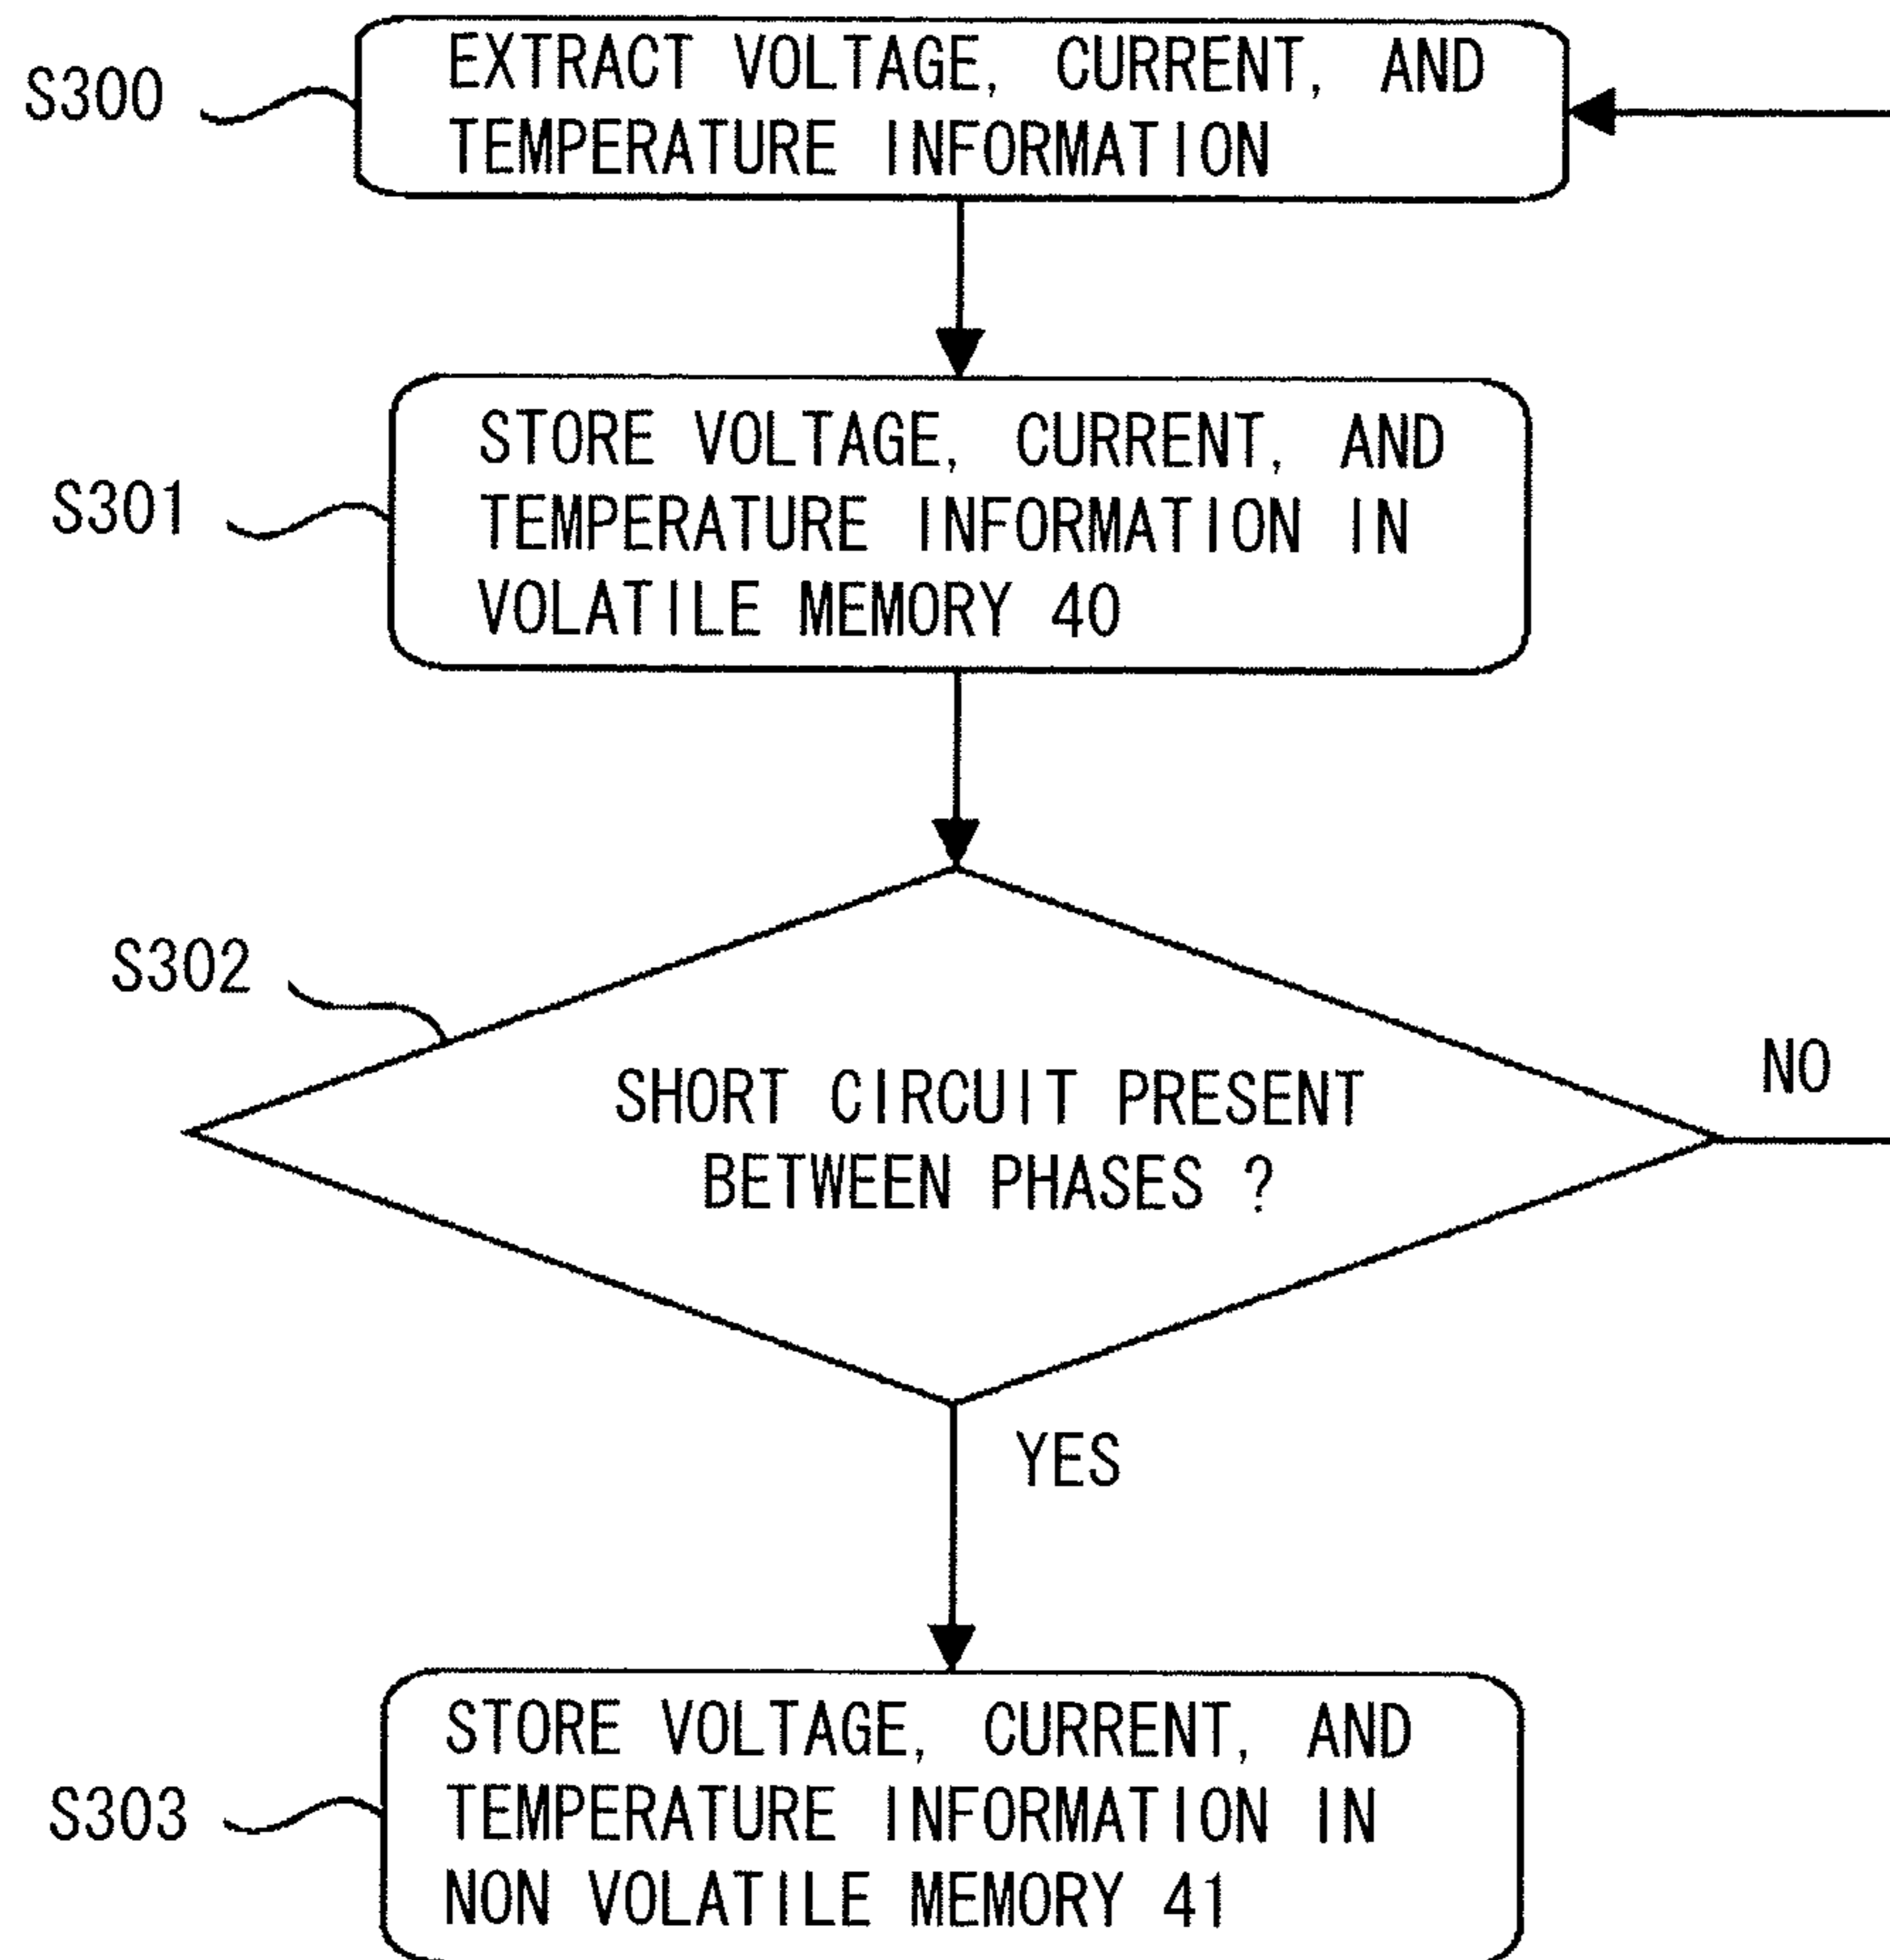 S300
EXTRACT VOLTAGE, CURRENT, AND
TEMPERATURE INFORMATION
S301
STORE VOLTAGE, CURRENT, AND
TEMPERATURE INFORMATION IN
VOLATILE MEMORY 40
S302
SHORT CIRCUIT PRESENT
BETWEEN PHASES ?
NO
YES
S303
STORE VOLTAGE, CURRENT, AND
TEMPERATURE INFORMATION IN
NON VOLATILE MEMORY 41